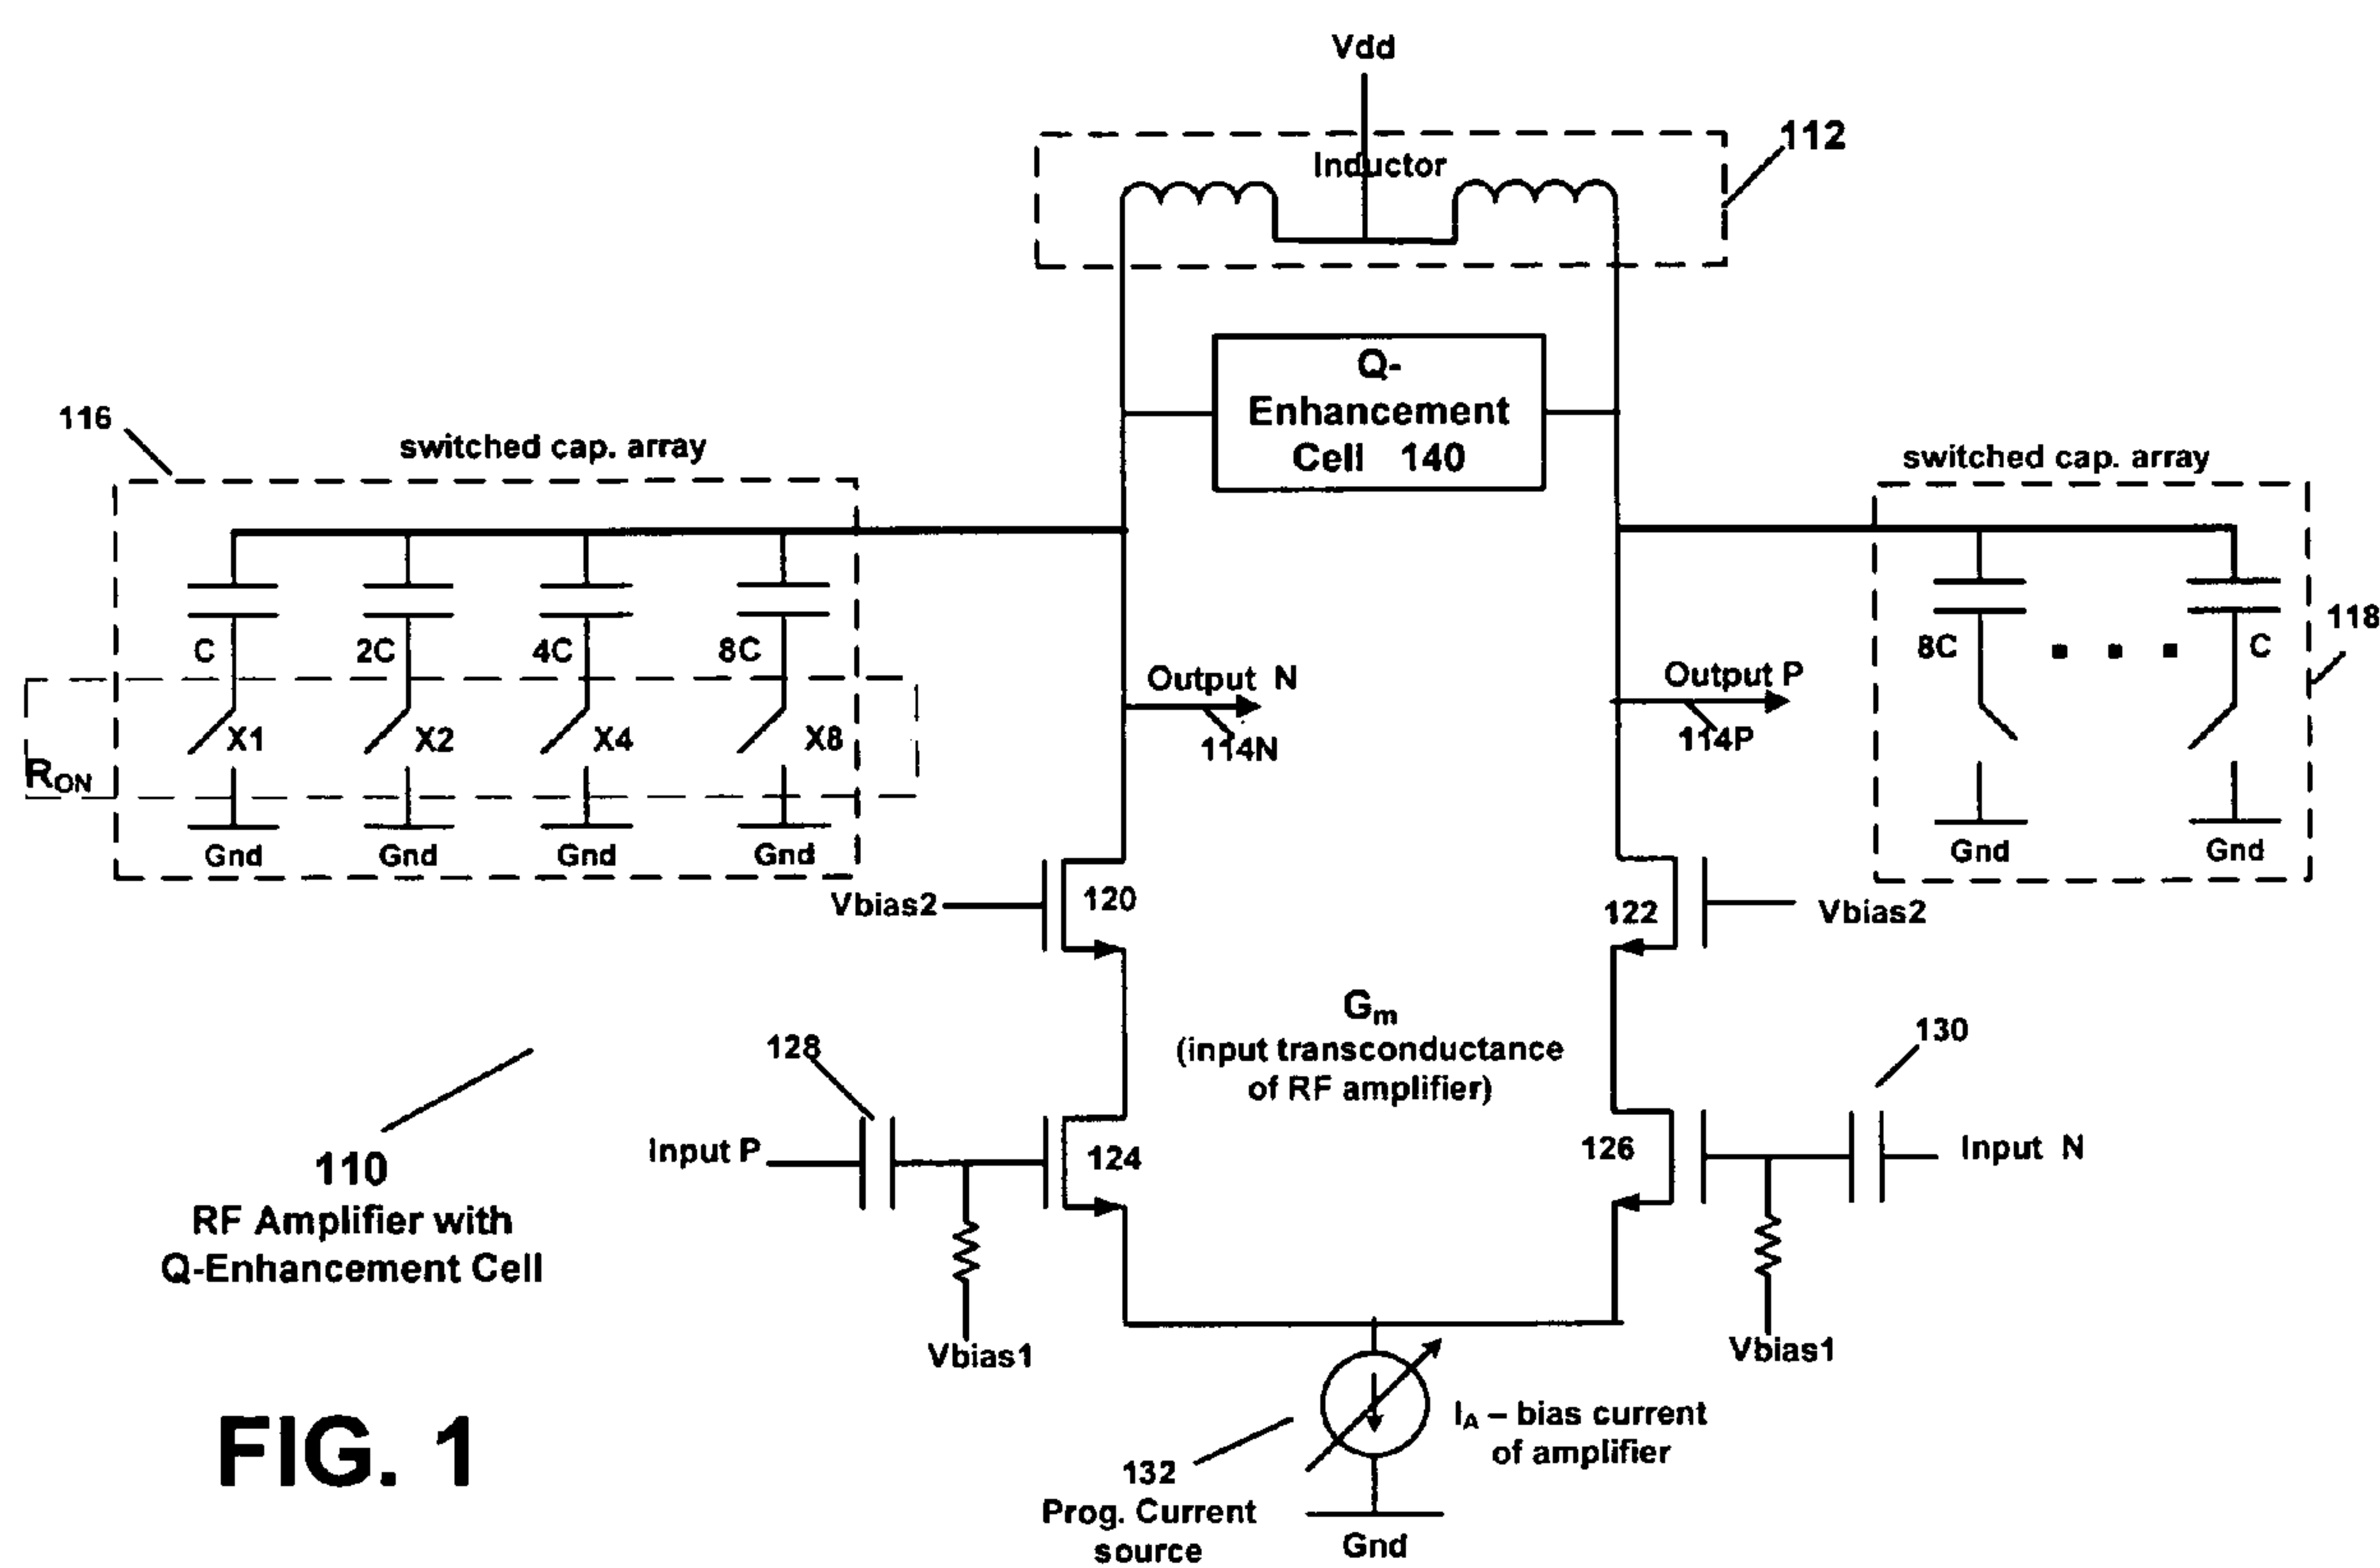 Vdd
112
Inductor
Q-
Enhancement
Cell 140
116
switched cap. array
switched cap. array
118
C
2C
4C
8C
8C
C
Output N
Output P
114N
114P
X1
X2
X4
X8
RON
Gnd
Gnd
Gnd
Gnd
Gnd
Gnd
Vbias2
120
122
Vbias2
Gm
(input transconductance
of RF amplifier)
128
130
Input P
124
126
Input N
110
RF Amplifier with
Q-Enhancement Cell
Vbias1
Vbias1
IA – bias current
of amplifier
132
Prog. Current
source
Gnd
FIG. 1